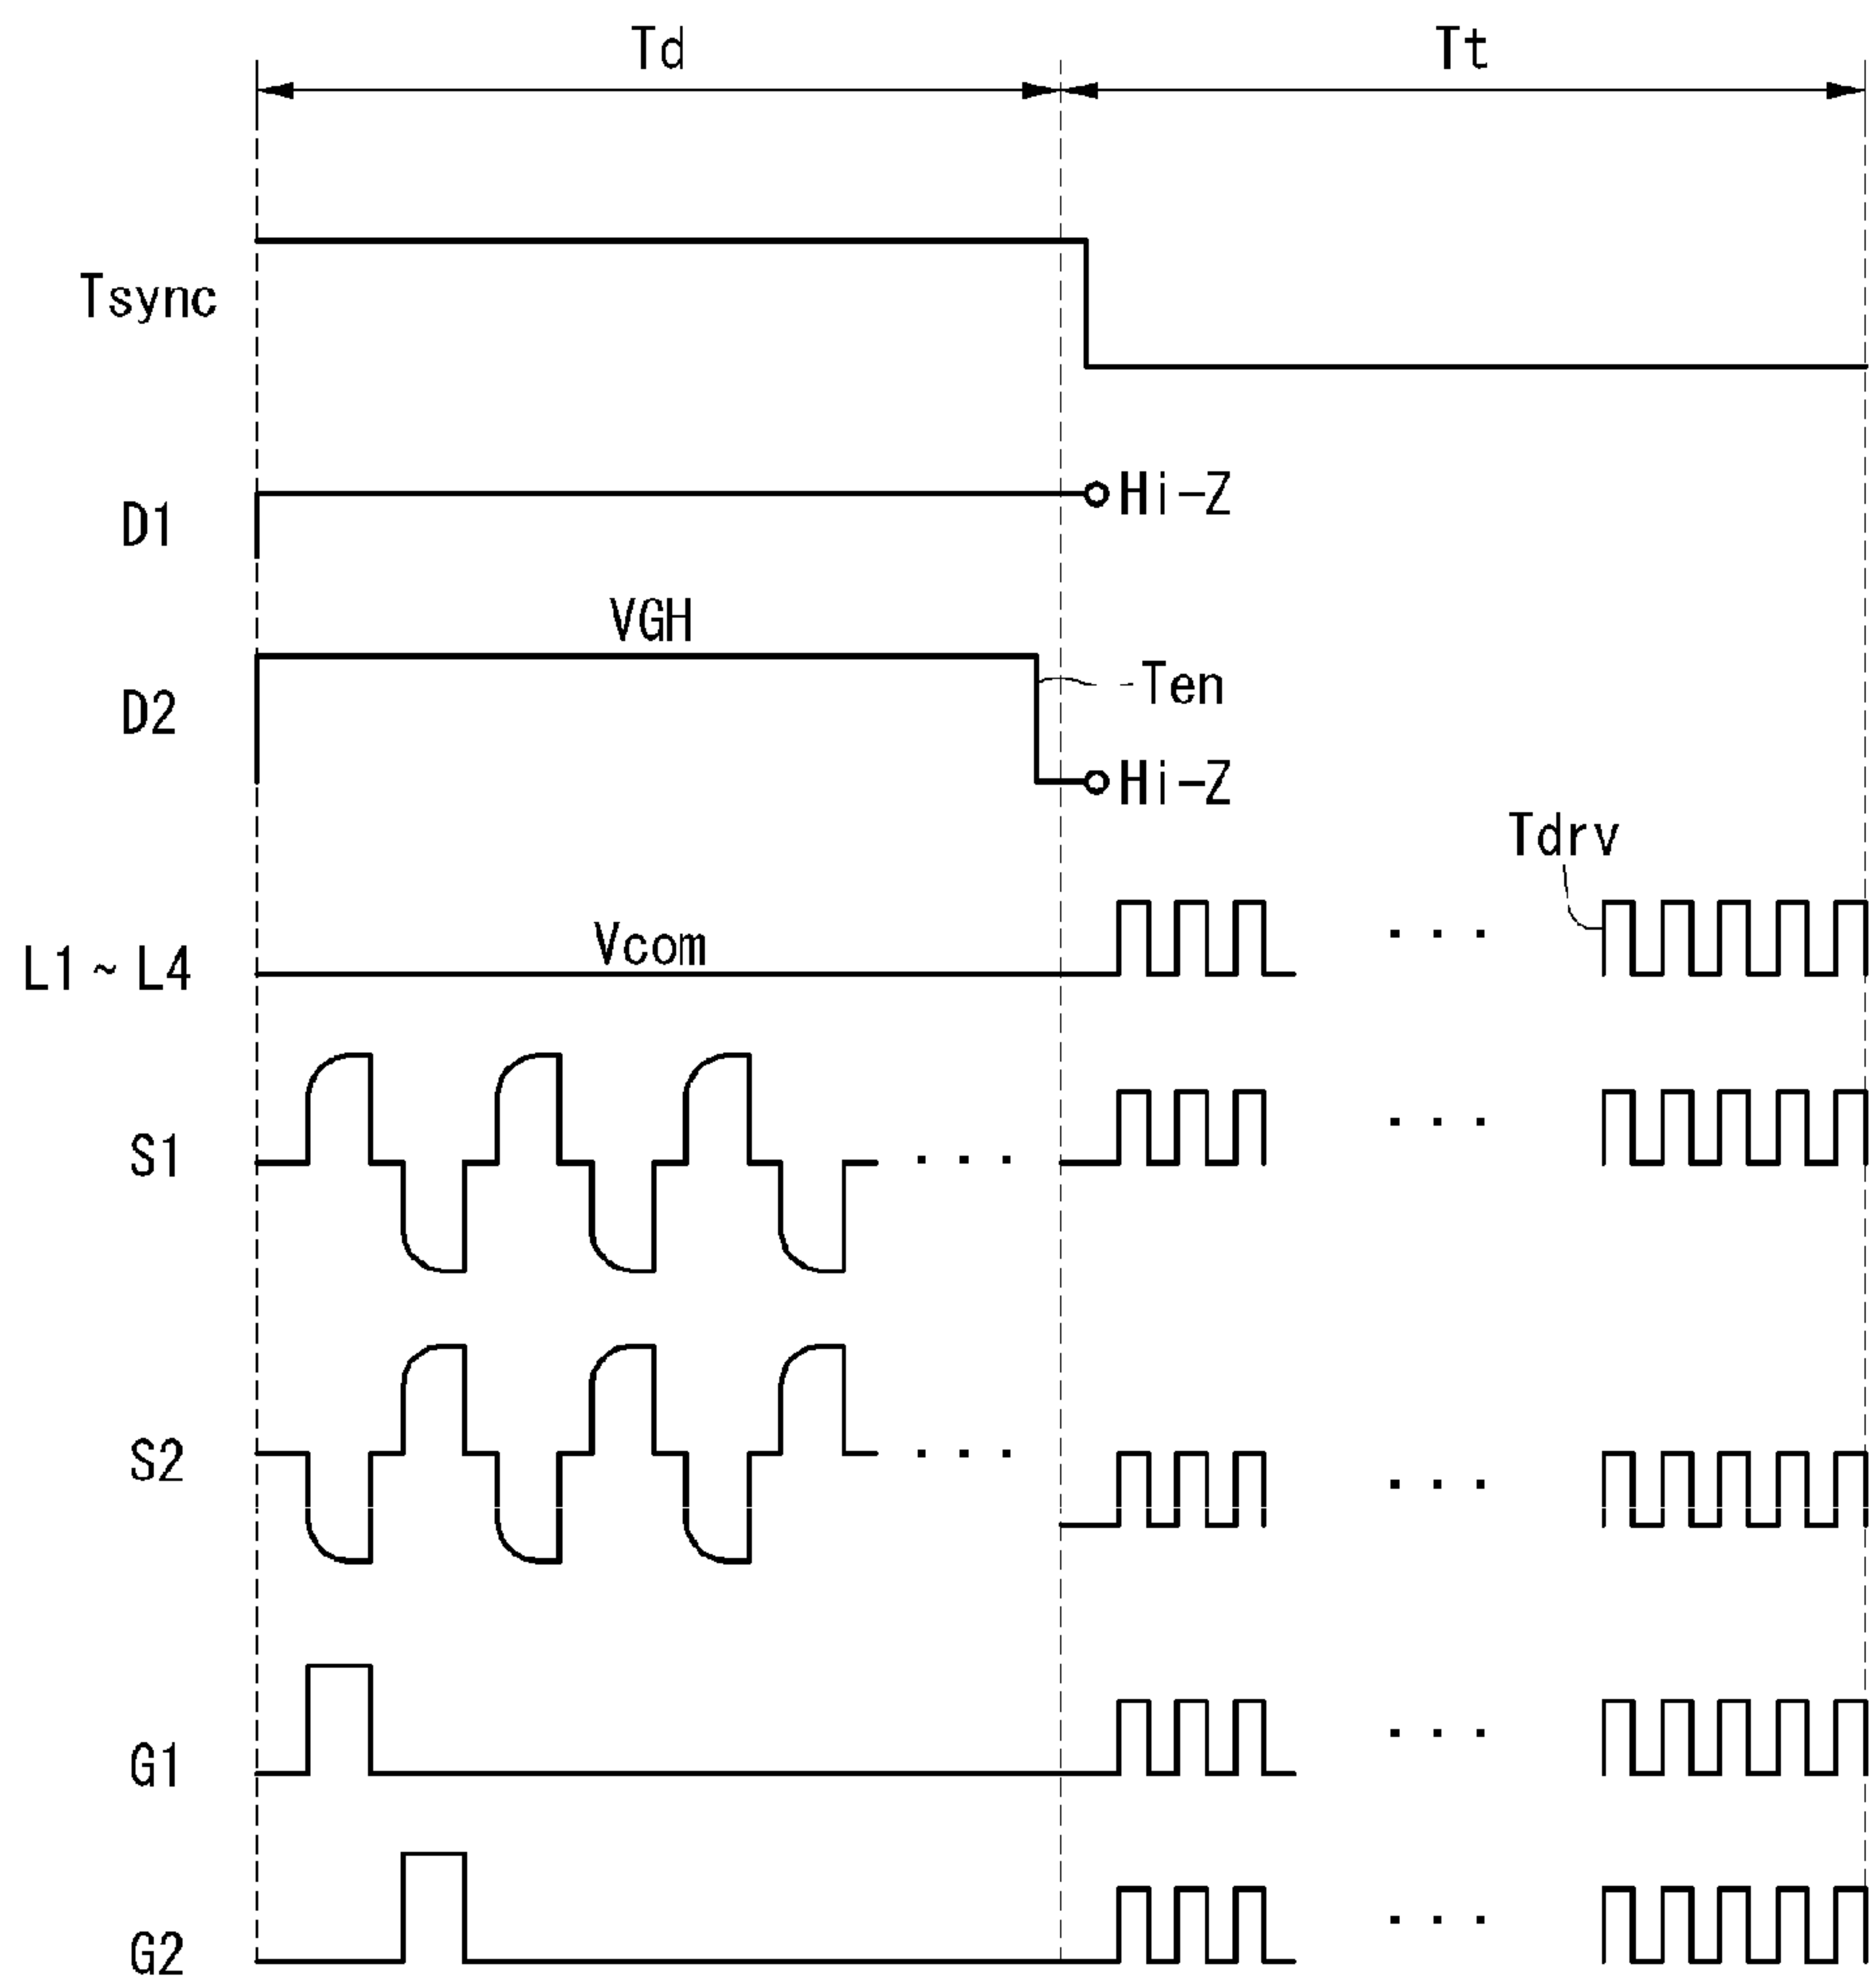 Td
Tt
Tsync
D1
Hi-Z
VGH
D2
Ten
Hi-Z
Tdrv
L1~L4
Vcom
S1
S2
G1
G2